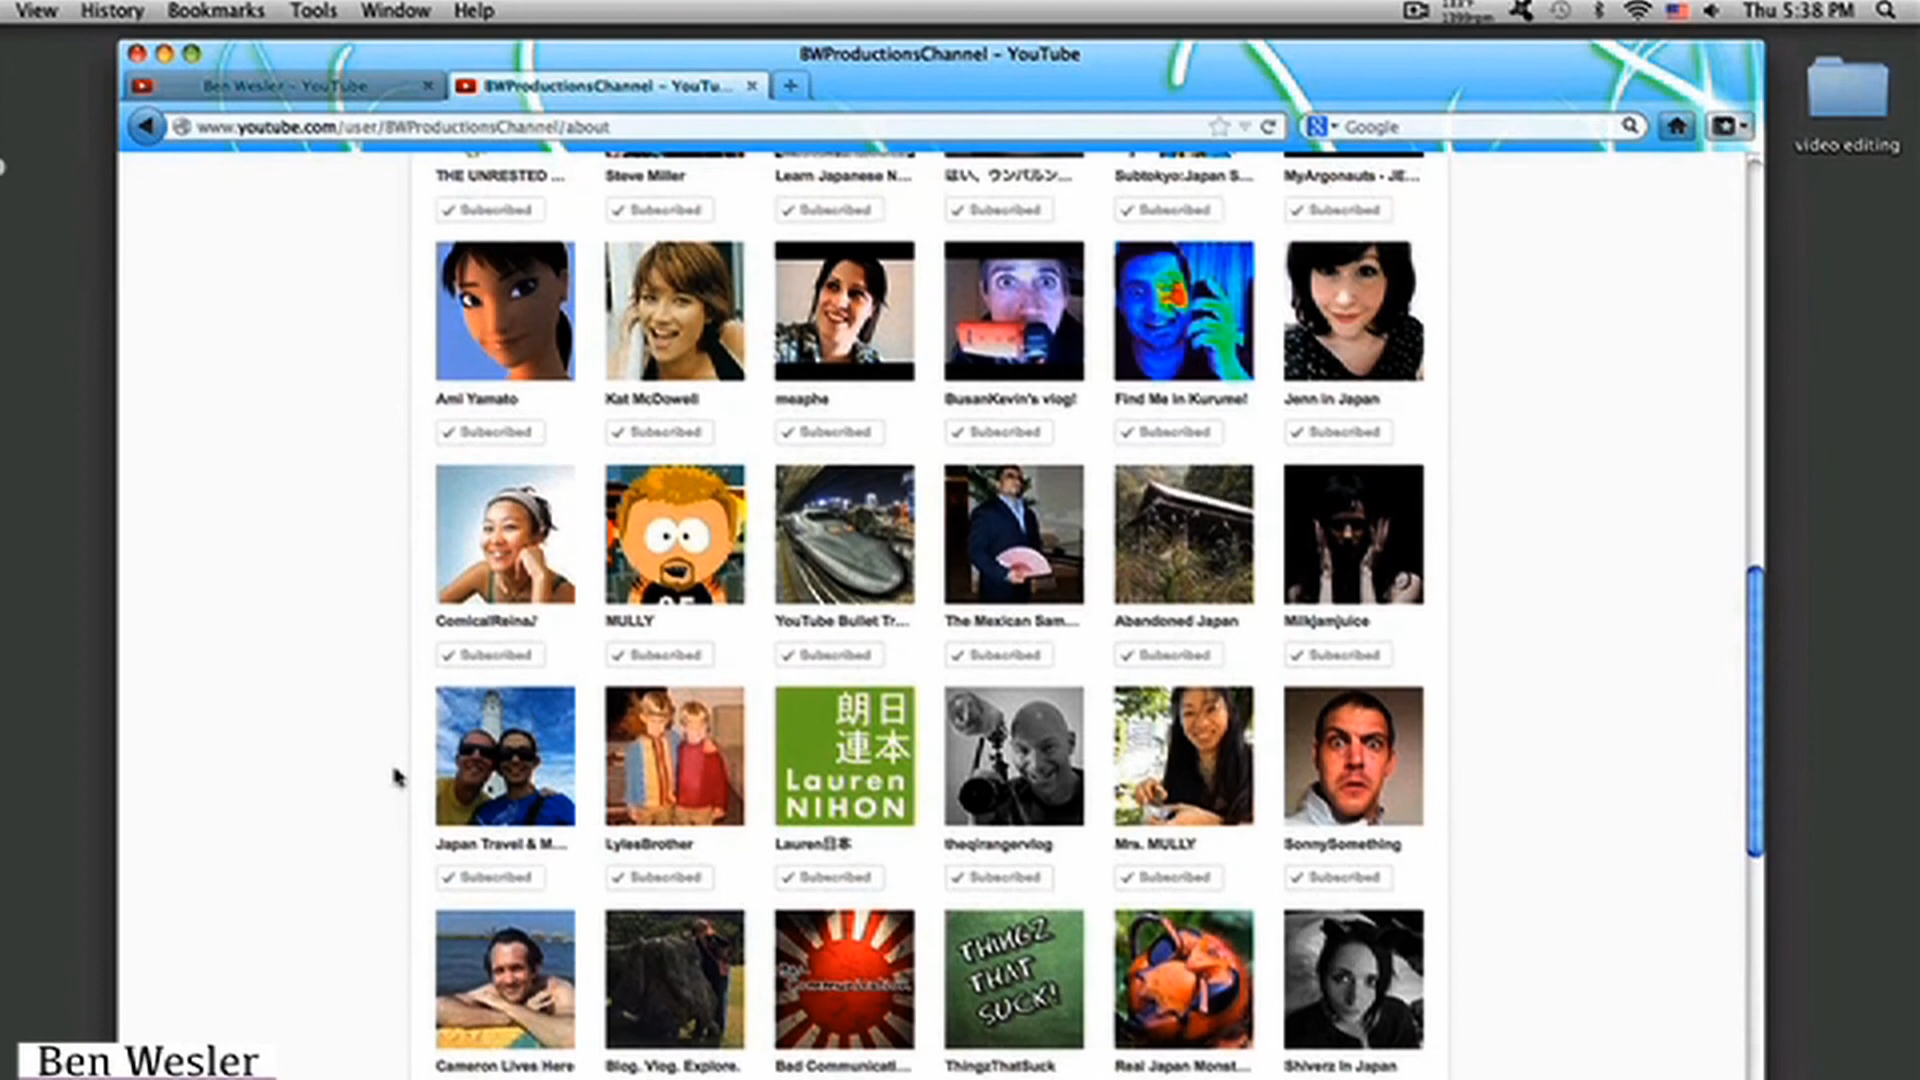 View History Bookmarks Tools Window Help Thu 5:38 PM
BWProductionsChannel – YouTube
Ben Wesler – YouTube BWProductionsChannel – YouTu...
www.youtube.com/user/BWProductionsChannel/about Google
video editing
THE UNRESTED ... Steve Miller Learn Japanese N... はい、ウンパルン... Subtokyo:Japan S... MyArgonauts - JE...
Subscribed Subscribed Subscribed Subscribed Subscribed Subscribed
Ami Yamato Kat McDowell meaphe BusanKevin's vlog! Find Me in Kurume! Jenn in Japan
Subscribed Subscribed Subscribed Subscribed Subscribed Subscribed
ComicalReina♪ MULLY YouTube Bullet Tr... The Mexican Sam... Abandoned Japan Milkjamjuice
Subscribed Subscribed Subscribed Subscribed Subscribed Subscribed
朗日
連本
Lauren
NIHON
Japan Travel & M... LylesBrother Lauren日本 theqirangervlog Mrs. MULLY SonnySomething
Subscribed Subscribed Subscribed Subscribed Subscribed Subscribed
THINGZ
THAT
SUCK!
Cameron Lives Here Blog. Vlog. Explore. Bad Communicati... ThingzThatSuck Real Japan Monst... Shiverz In Japan
Ben Wesler